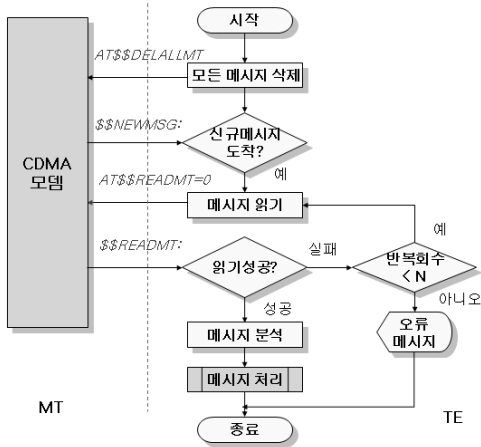 시작
AT$$DELALLMT
모든 메시지 삭제
$$NEWMSG:
신규메시지
도착?
CDMA
모뎀
예
AT$$READMT=0
메시지 읽기
예
$$READMT:
읽기성공?
실패
반복회수
< N
아니오
성공
오류
메시지
메시지 분석
메시지 처리
MT
TE
종료